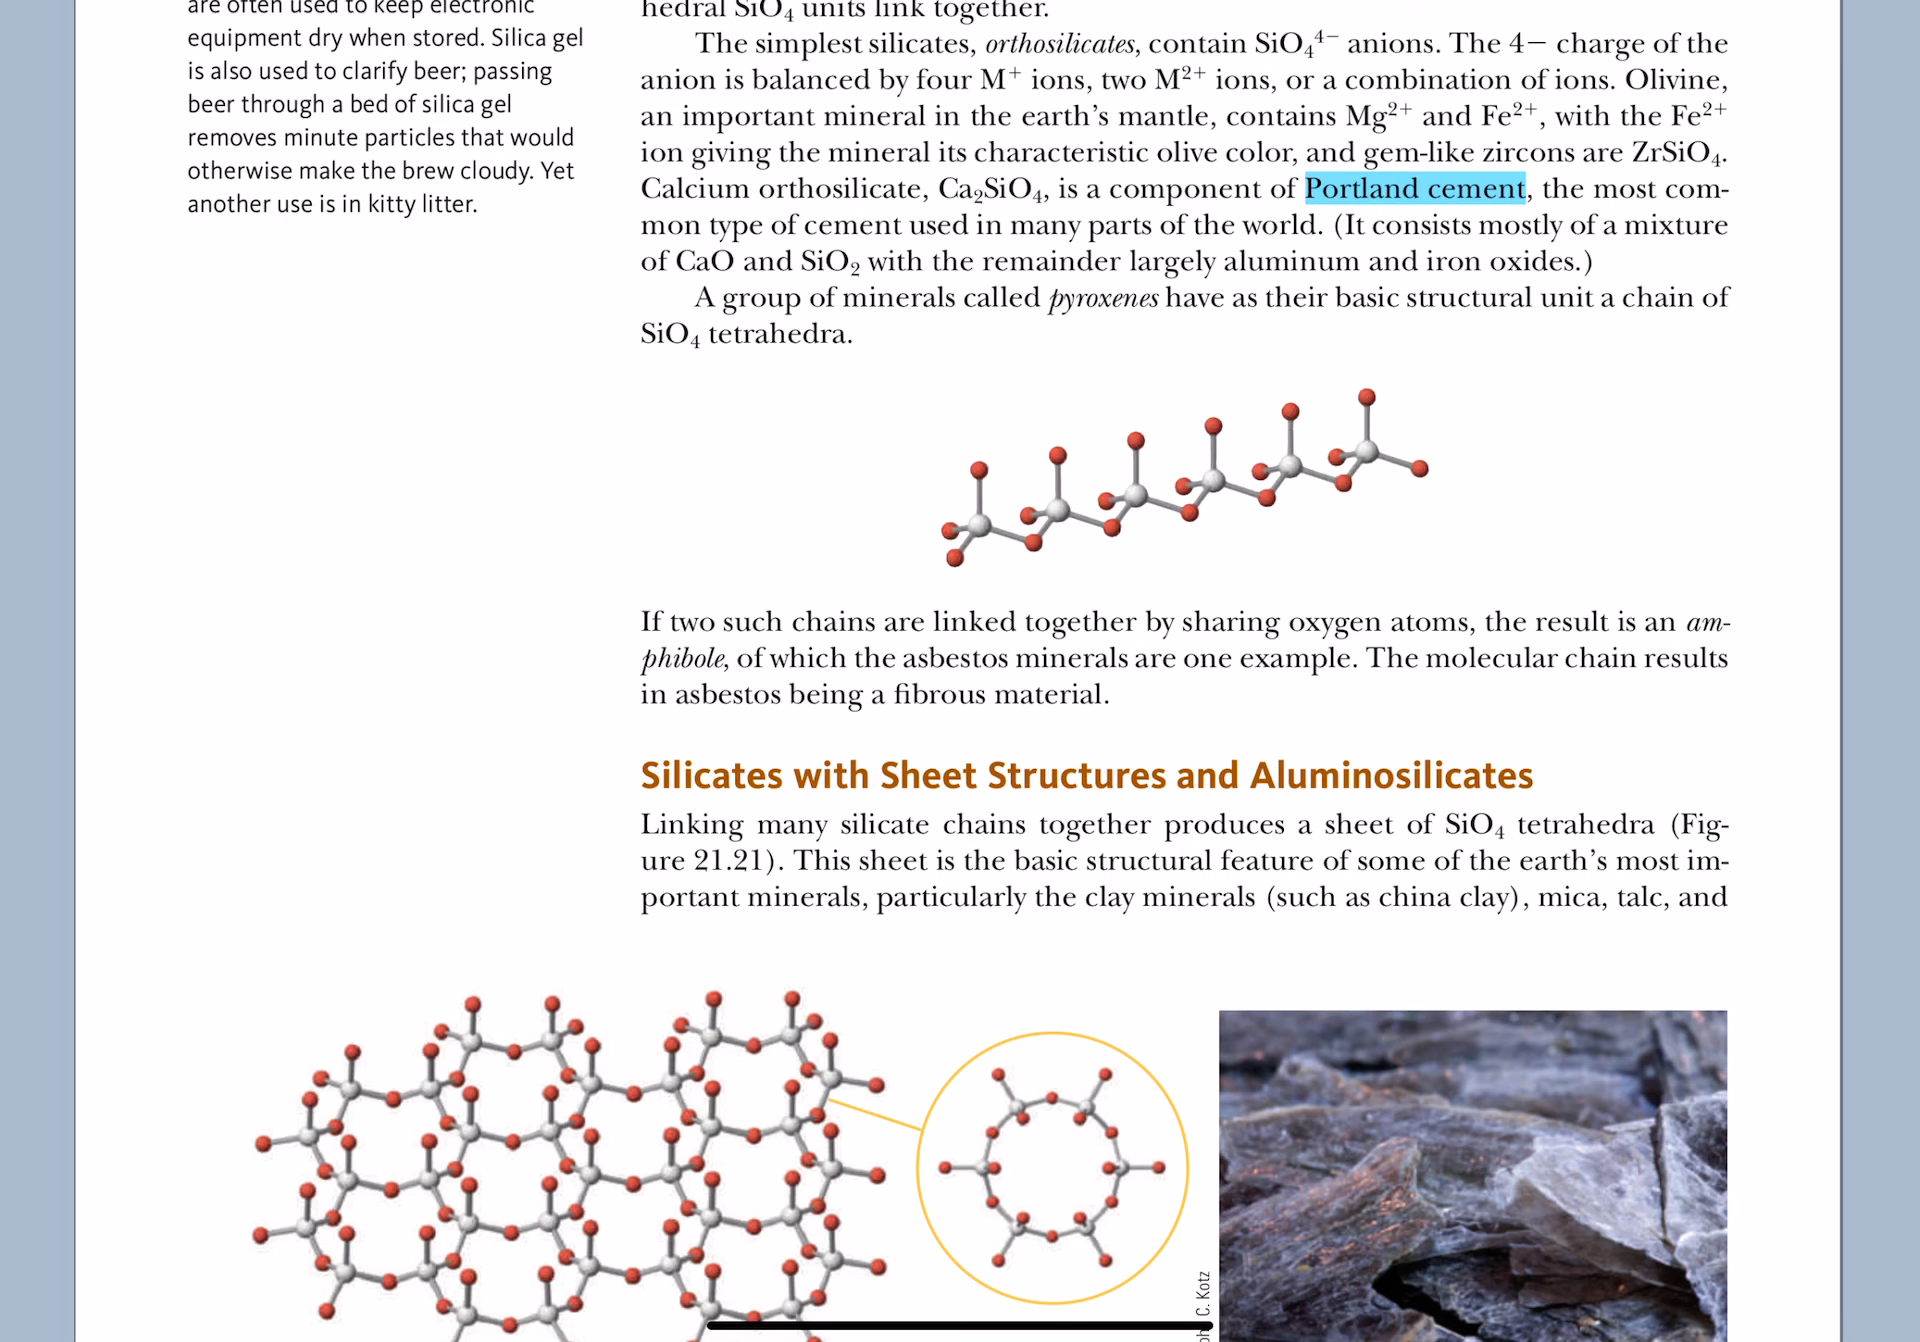 are often used to keep electronic
equipment dry when stored. Silica gel
is also used to clarify beer; passing
beer through a bed of silica gel
removes minute particles that would
otherwise make the brew cloudy. Yet
another use is in kitty litter.
hedral SiO₄ units link together.
The simplest silicates, orthosilicates, contain SiO₄⁴⁻ anions. The 4− charge of the
anion is balanced by four M⁺ ions, two M²⁺ ions, or a combination of ions. Olivine,
an important mineral in the earth’s mantle, contains Mg²⁺ and Fe²⁺, with the Fe²⁺
ion giving the mineral its characteristic olive color, and gem-like zircons are ZrSiO₄.
Calcium orthosilicate, Ca₂SiO₄, is a component of Portland cement, the most com-
mon type of cement used in many parts of the world. (It consists mostly of a mixture
of CaO and SiO₂ with the remainder largely aluminum and iron oxides.)
A group of minerals called pyroxenes have as their basic structural unit a chain of
SiO₄ tetrahedra.
If two such chains are linked together by sharing oxygen atoms, the result is an am-
phibole, of which the asbestos minerals are one example. The molecular chain results
in asbestos being a fibrous material.
Silicates with Sheet Structures and Aluminosilicates
Linking many silicate chains together produces a sheet of SiO₄ tetrahedra (Fig-
ure 21.21). This sheet is the basic structural feature of some of the earth’s most im-
portant minerals, particularly the clay minerals (such as china clay), mica, talc, and
C. Kotz